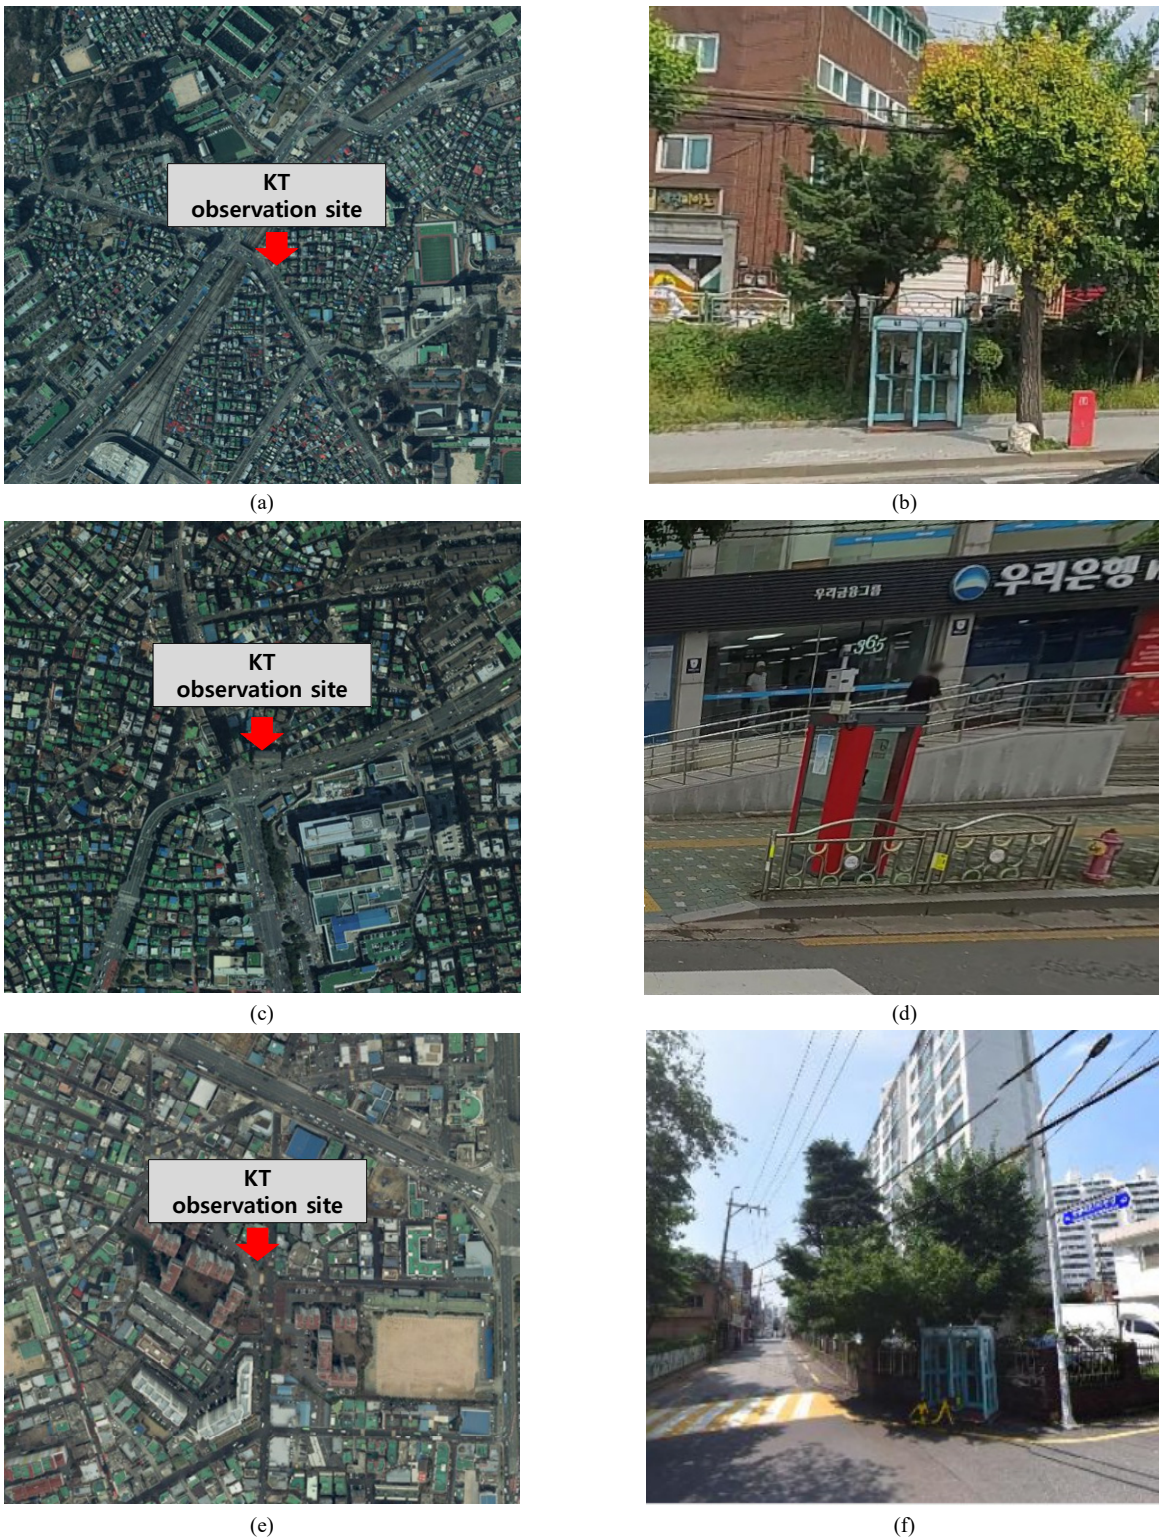 KT
observation site
(a)
(b)
KT
observation site
우리금융그룹
우리은행
365
(c)
(d)
KT
observation site
(e)
(f)